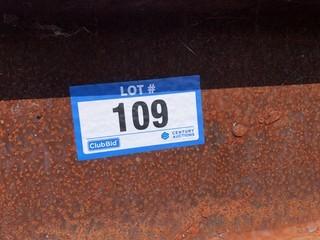 LOT #
109
ClubBid
CENTURY
AUCTIONS